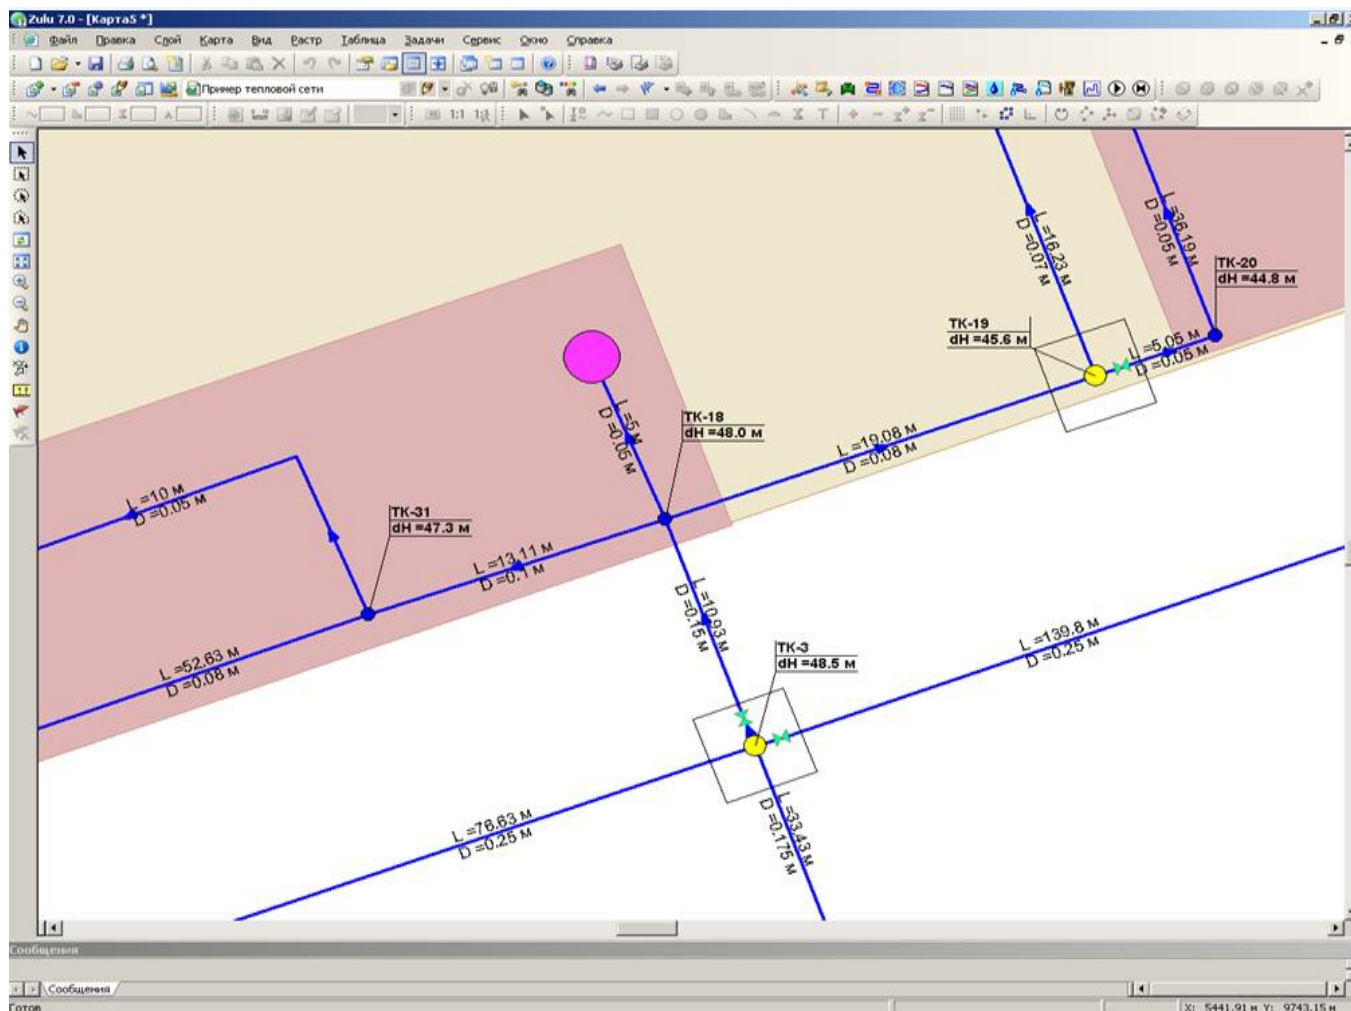 Zulu 7.0 - [Карта5 *]
Файл Правка Слой Карта Вид Растр Таблица Задачи Сервис Окно Справка
Пример тепловой сети
1:1
L =16.23 м
D =0.07 м
L =36.19 м
D =0.05 м
ТК-20
dH =44.8 м
ТК-19
dH =45.6 м
L =5.05 м
D =0.05 м
L =5 м
D =0.05 м
ТК-18
dH =48.0 м
L =19.08 м
D =0.08 м
L =10 м
D =0.05 м
ТК-31
dH =47.3 м
L =13.11 м
D =0.1 м
L =10.93 м
D =0.15 м
L =139.8 м
D =0.25 м
ТК-3
dH =48.5 м
L =52.63 м
D =0.08 м
L =76.63 м
D =0.25 м
L =33.43 м
D =0.175 м
Сообщения
Сообщения
Готов
X: 5441.91 м Y: 9743.15 м